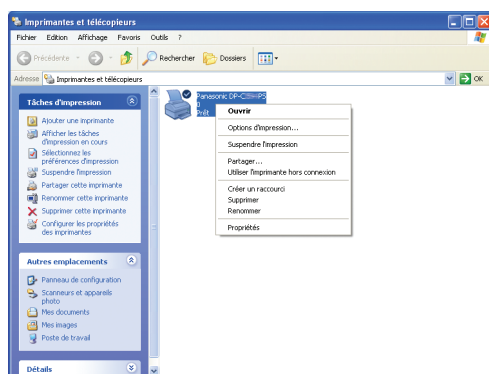 Imprimantes et télécopieurs
Fichier Edition Affichage Favoris Outils ?
Précédente Rechercher Dossiers
Adresse Imprimantes et télécopieurs OK
Tâches d'impression
Ajouter une imprimante
Afficher les tâches
d'impression en cours
Sélectionnez les
préférences d'impression
Suspendre l'impression
Partager cette imprimante
Renommer cette imprimante
Supprimer cette imprimante
Configurer les propriétés
des imprimantes
Autres emplacements
Panneau de configuration
Scanneurs et appareils
photo
Mes documents
Mes images
Poste de travail
Détails
Panasonic
0
Prêt
Ouvrir
Options d'impression...
Suspendre l'impression
Partager...
Utiliser l'imprimante hors connexion
Créer un raccourci
Supprimer
Renommer
Propriétés